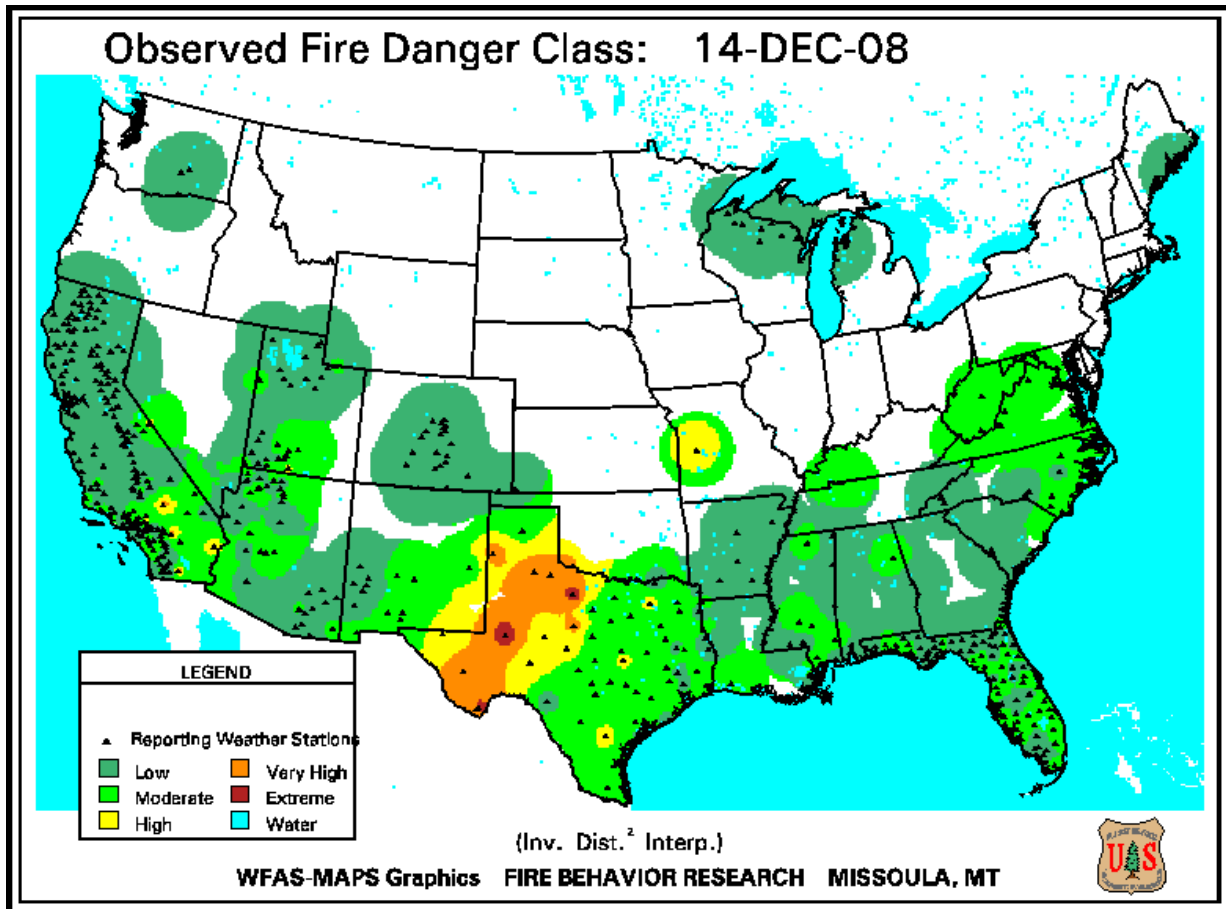 Observed Fire Danger Class: 14-DEC-08
LEGEND
Reporting Weather Stations
Low
Very High
Moderate
Extreme
High
Water
(Inv. Dist.² Interp.)
WFAS-MAPS Graphics FIRE BEHAVIOR RESEARCH MISSOULA, MT
US